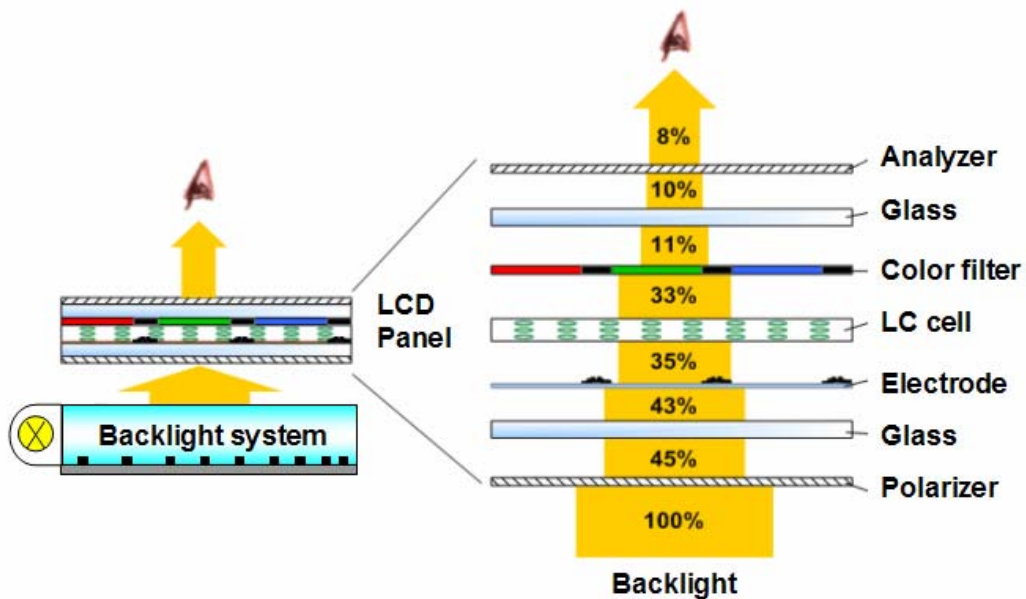 LCD
Panel
Backlight system
8%
Analyzer
10%
Glass
11%
Color filter
33%
LC cell
35%
Electrode
43%
Glass
45%
Polarizer
100%
Backlight